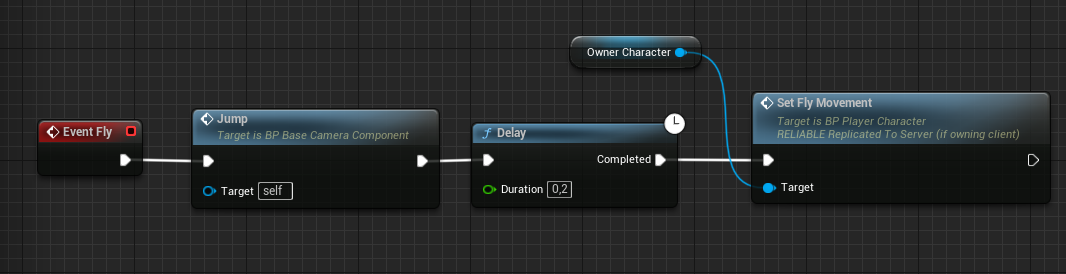 Owner Character
Event Fly
Jump
Target is BP Base Camera Component
Target self
Delay
Completed
Duration 0,2
Set Fly Movement
Target is BP Player Character
RELIABLE Replicated To Server (if owning client)
Target